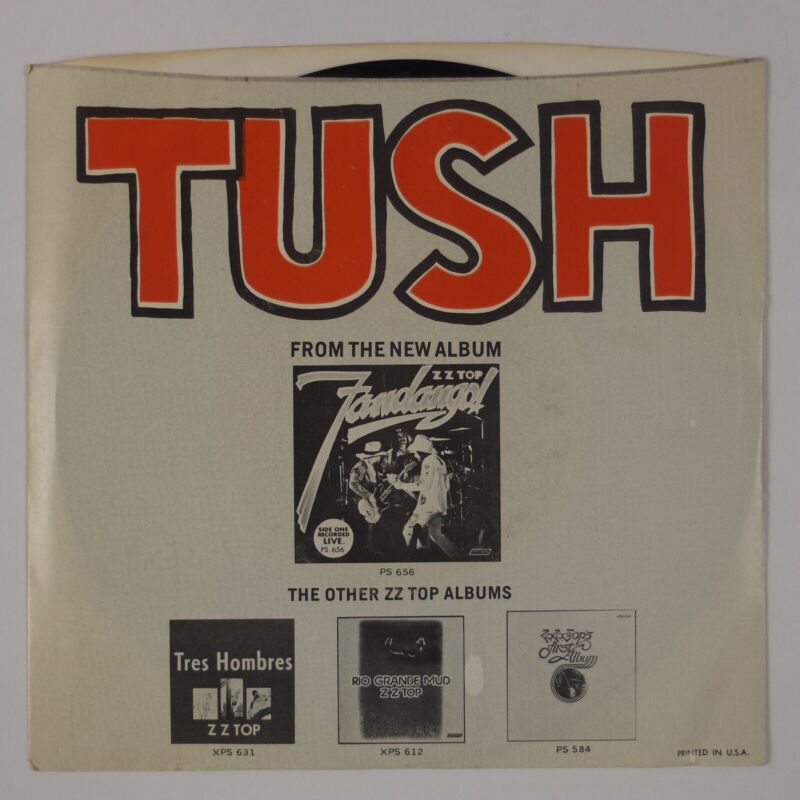 TUSH
FROM THE NEW ALBUM
ZZ TOP
Fandango!
SIDE ONE
RECORDED
LIVE.
PS 656
PS 656
THE OTHER ZZ TOP ALBUMS
Tres Hombres
ZZ TOP
XPS 631
RIO GRANDE MUD
ZZ TOP
XPS 612
ZZ Top's
First
Album
PS 584
PRINTED IN U.S.A.